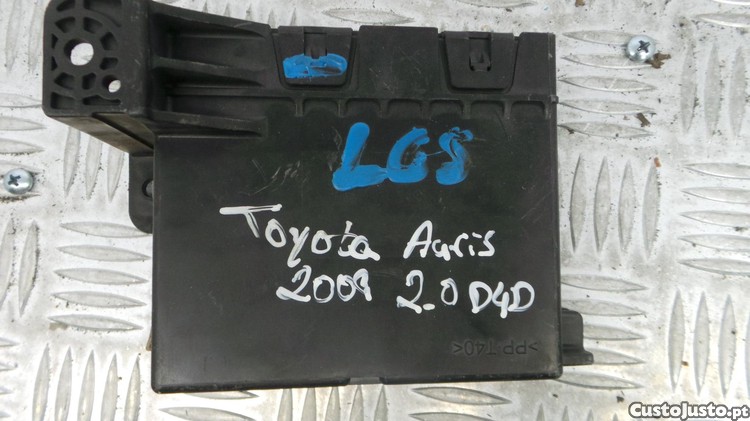 LGS
Toyota Auris
2009 2.0 D4D
>PP T40<
CustoJusto.pt